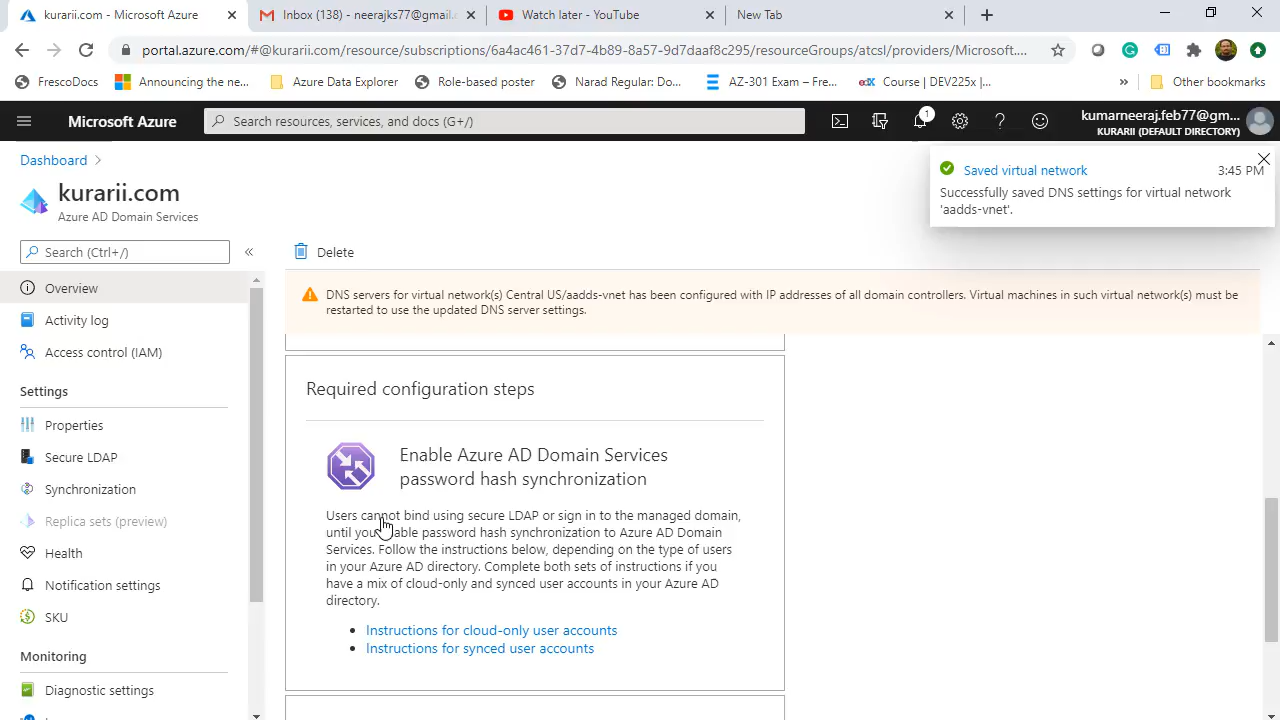 kurarii.com - Microsoft Azure
Inbox (138) - neerajks77@gmail.c
Watch later - YouTube
New Tab
portal.azure.com/#@kurarii.com/resource/subscriptions/6a4ac461-37d7-4b89-8a57-9d7daaf8c295/resourceGroups/atcsl/providers/Microsoft....
FrescoDocs
Announcing the ne...
Azure Data Explorer
Role-based poster
Narad Regular: Do...
AZ-301 Exam – Fre...
edX
Course | DEV225x |...
»
Other bookmarks
Microsoft Azure
Search resources, services, and docs (G+/)
1
kumarneeraj.feb77@gm...
KURARII (DEFAULT DIRECTORY)
Dashboard >
Saved virtual network
3:45 PM
Successfully saved DNS settings for virtual network
'aadds-vnet'.
kurarii.com
Azure AD Domain Services
Search (Ctrl+/)
«
Delete
Overview
Activity log
Access control (IAM)
Settings
Properties
Secure LDAP
Synchronization
Replica sets (preview)
Health
Notification settings
SKU
Monitoring
Diagnostic settings
DNS servers for virtual network(s) Central US/aadds-vnet has been configured with IP addresses of all domain controllers. Virtual machines in such virtual network(s) must be
restarted to use the updated DNS server settings.
Required configuration steps
Enable Azure AD Domain Services
password hash synchronization
Users cannot bind using secure LDAP or sign in to the managed domain,
until you enable password hash synchronization to Azure AD Domain
Services. Follow the instructions below, depending on the type of users
in your Azure AD directory. Complete both sets of instructions if you
have a mix of cloud-only and synced user accounts in your Azure AD
directory.
• Instructions for cloud-only user accounts
• Instructions for synced user accounts